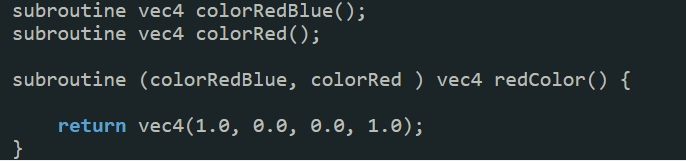 subroutine vec4 colorRedBlue();
subroutine vec4 colorRed();
subroutine (colorRedBlue, colorRed ) vec4 redColor() {
return vec4(1.0, 0.0, 0.0, 1.0);
}